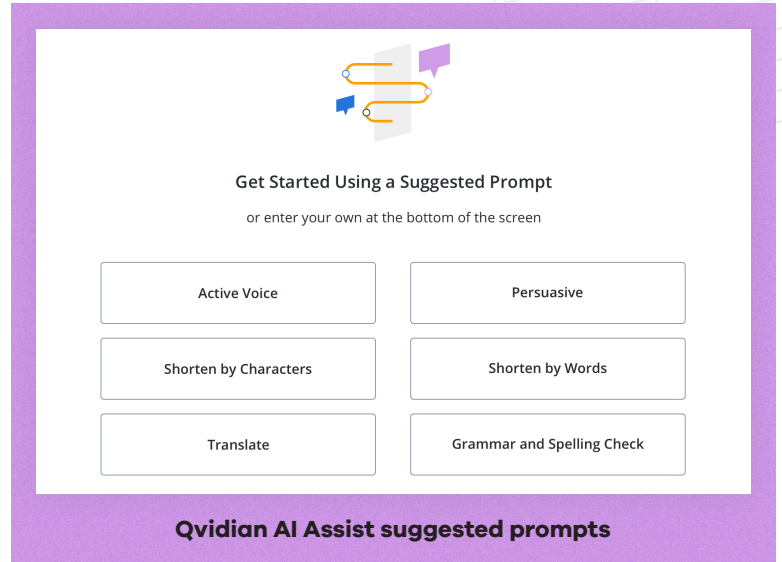 Get Started Using a Suggested Prompt
or enter your own at the bottom of the screen
Active Voice
Persuasive
Shorten by Characters
Shorten by Words
Translate
Grammar and Spelling Check
Qvidian AI Assist suggested prompts